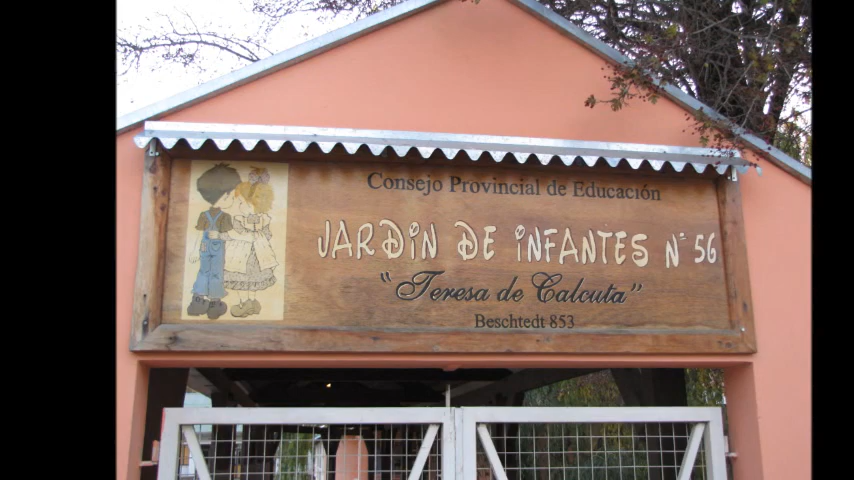 Consejo Provincial de Educación
JARDIN DE INFANTES N° 56
"Teresa de Calcuta"
Beschtedt 853